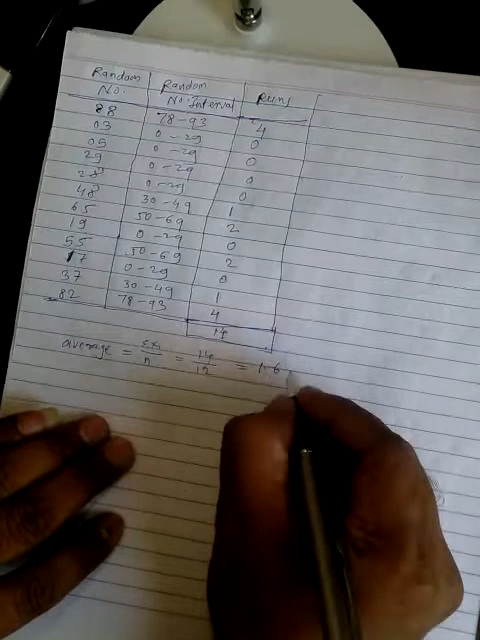 Random No. Random No. Interval Runs
88 78-93 4
03 0-29 0
05 0-29 0
29 0-29 0
28 0-29 0
48 30-49 1
65 50-69 2
19 0-29 0
55 50-69 2
17 0-29 0
37 30-49 1
82 78-93 4
14
average = Σxi/n = 14/12 = 1.6